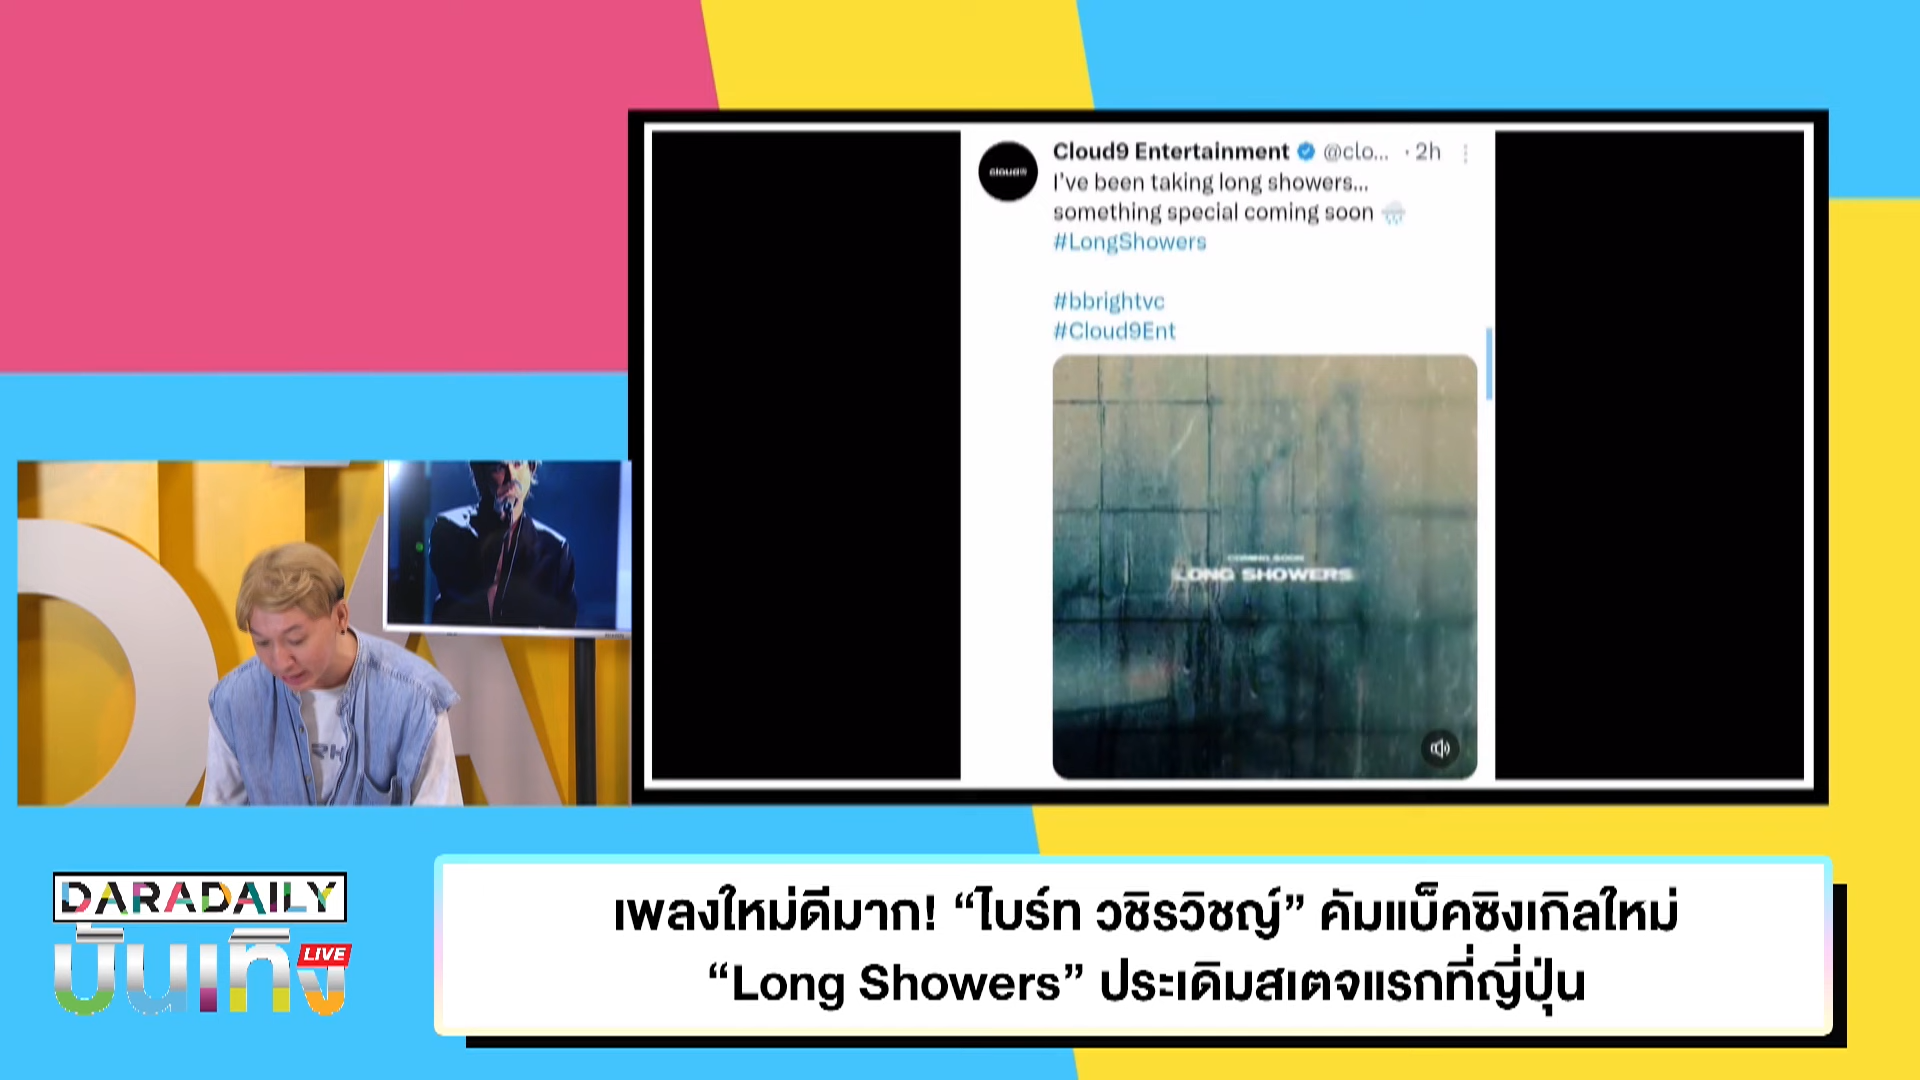 Cloud9 Entertainment @clo... · 2h
I've been taking long showers...
something special coming soon 🌧️
#LongShowers
#bbrightvc
#Cloud9Ent
cloud9
COMING SOON
LONG SHOWERS
DARADAILY
บันเทิง LIVE
เพลงใหม่ดีมาก! “ไบร์ท วชิรวิชญ์” คัมแบ็คซิงเกิลใหม่
“Long Showers” ประเดิมสเตจแรกที่ญี่ปุ่น